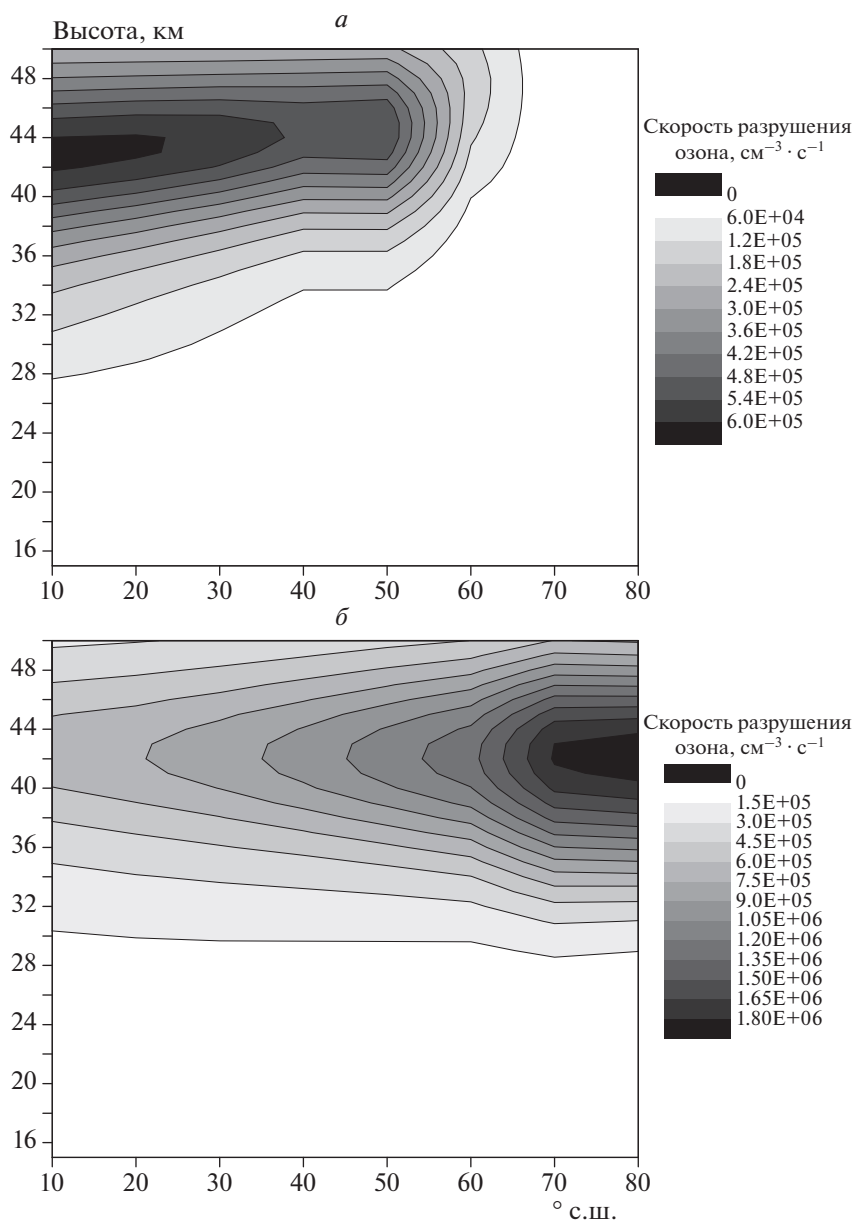 Высота, км
а
48
44
40
36
32
28
24
20
16
10 20 30 40 50 60 70 80
Скорость разрушения
озона, см⁻³ · с⁻¹
0
6.0E+04
1.2E+05
1.8E+05
2.4E+05
3.0E+05
3.6E+05
4.2E+05
4.8E+05
5.4E+05
6.0E+05
б
48
44
40
36
32
28
24
20
16
10 20 30 40 50 60 70 80
° с.ш.
Скорость разрушения
озона, см⁻³ · с⁻¹
0
1.5E+05
3.0E+05
4.5E+05
6.0E+05
7.5E+05
9.0E+05
1.05E+06
1.20E+06
1.35E+06
1.50E+06
1.65E+06
1.80E+06